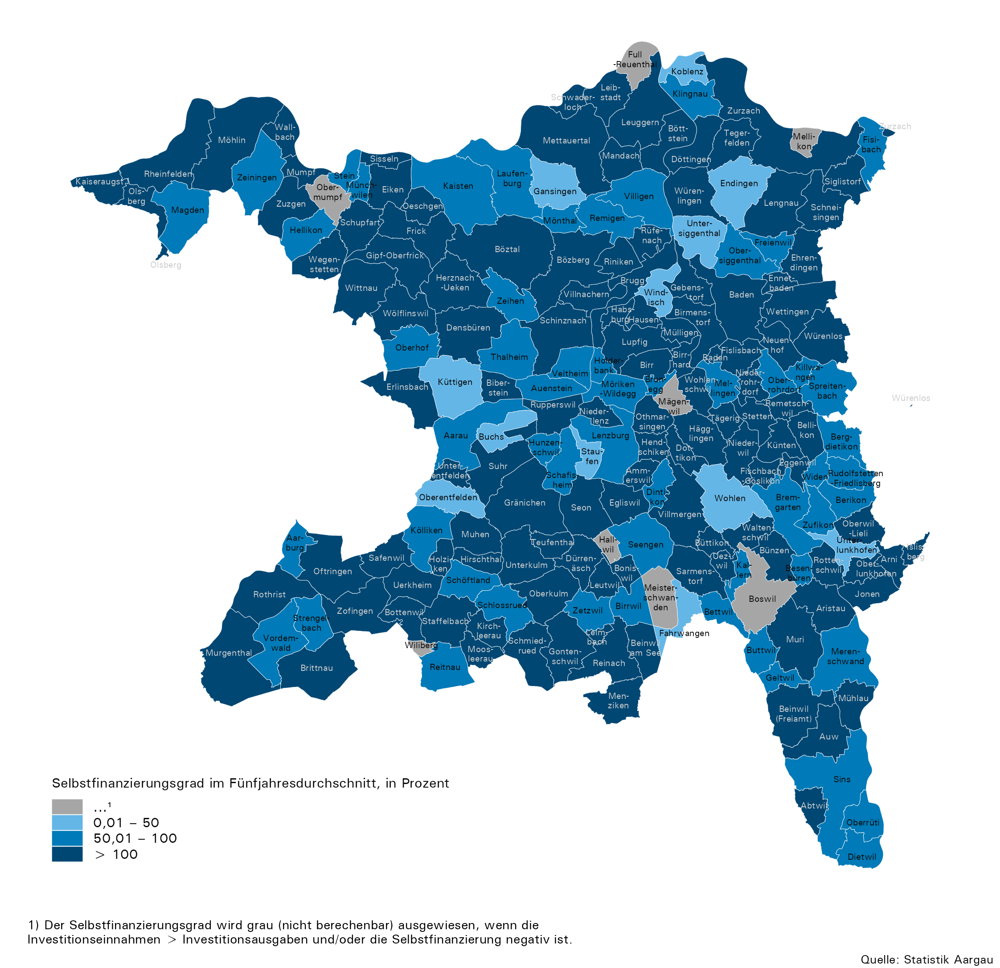 Full
-Reuenthal
Koblenz
Klingnau
Leib-
stadt
Schwader-
loch
Zurzach
Leuggern
Bött-
stein
Teger-
felden
Melli-
kon
Zurzach
Fisi-
bach
Wall-
bach
Möhlin
Mettauertal
Mandach
Döttingen
Sisseln
Rheinfelden
Kaiseraugst
Mumpf
Stein
Zeiningen
Ober-
mumpf
Münch-
wilen
Eiken
Kaisten
Laufen-
burg
Gansingen
Villigen
Würen-
lingen
Endingen
Siglistorf
Ols-
berg
Magden
Zuzgen
Oeschgen
Lengnau
Schnei-
singen
Hellikon
Schupfart
Frick
Mönthal
Remigen
Rüfe-
nach
Unter-
siggenthal
Freienwil
Ober-
siggenthal
Ehren-
dingen
Olsberg
Wegen-
stetten
Gipf-Oberfrick
Böztal
Bözberg
Riniken
Wittnau
Herznach
-Ueken
Zeihen
Villnachern
Brugg
Wind-
isch
Gebens-
torf
Baden
Ennet-
baden
Wölflinswil
Densbüren
Schinznach
Habs-
burg
Hausen
Birmens-
torf
Wettingen
Oberhof
Thalheim
Lupfig
Mülligen
Neuen-
hof
Würenlos
Küttigen
Veltheim
Holder-
bank
Birr
Birr-
hard
Baden
Fislisbach
Erlinsbach
Biber-
stein
Auenstein
Möriken
-Wildegg
Brun-
egg
Wohlen-
schwil
Mel-
lingen
Nieder-
rohr-
dorf
Ober-
rohrdorf
Killwa-
ngen
Spreiten-
bach
Würenlos
Rupperswil
Nieder-
lenz
Mägen-
wil
Othmar-
singen
Tägerig
Stetten
Remetsch-
wil
Belli-
kon
Aarau
Buchs
Hunzen-
schwil
Lenzburg
Stau-
fen
Hend-
schiken
Hägg-
lingen
Dot-
tikon
Nieder-
wil
Künten
Berg-
dietikon
Unter-
entfelden
Suhr
Schafis-
heim
Amm-
erswil
Fischbach
-Göslikon
Eggenwil
Widen
Rudolfstetten
-Friedlisberg
Oberentfelden
Gränichen
Seon
Egliswil
Dinti-
kon
Villmergen
Wohlen
Brem-
garten
Berikon
Kölliken
Muhen
Zufikon
Oberwil
-Lieli
Aar-
burg
Teufenthal
Hall-
wil
Seengen
Büttikon
Walten-
schwil
Unter-
lunkhofen
Islis-
berg
Safenwil
Holzi-
ken
Hirschthal
Unterkulm
Dürren-
äsch
Uez-
wil
Bünzen
Arni
Oftringen
Schöftland
Bonis-
wil
Sarmens-
torf
Kal-
lern
Besen-
büren
Rotten-
schwil
Ober-
lunkhofen
Rothrist
Uerkheim
Oberkulm
Leutwil
Meister-
schwan-
den
Boswil
Jonen
Zofingen
Bottenwil
Schlossrued
Zetzwil
Birrwil
Bettwil
Aristau
Strengel-
bach
Staffelbach
Kirch-
leerau
Leim-
bach
Fahrwangen
Vordem-
wald
Wiliberg
Moos-
leerau
Schmied-
rued
Gonten-
schwil
Beinwil
am See
Muri
Murgenthal
Brittnau
Reitnau
Reinach
Buttwil
Meren-
schwand
Geltwil
Men-
ziken
Beinwil
(Freiamt)
Mühlau
Auw
Sins
Abtwil
Oberrüti
Dietwil
Selbstfinanzierungsgrad im Fünfjahresdurchschnitt, in Prozent
...¹
0,01 – 50
50,01 – 100
> 100
1) Der Selbstfinanzierungsgrad wird grau (nicht berechenbar) ausgewiesen, wenn die
Investitionseinnahmen > Investitionsausgaben und/oder die Selbstfinanzierung negativ ist.
Quelle: Statistik Aargau